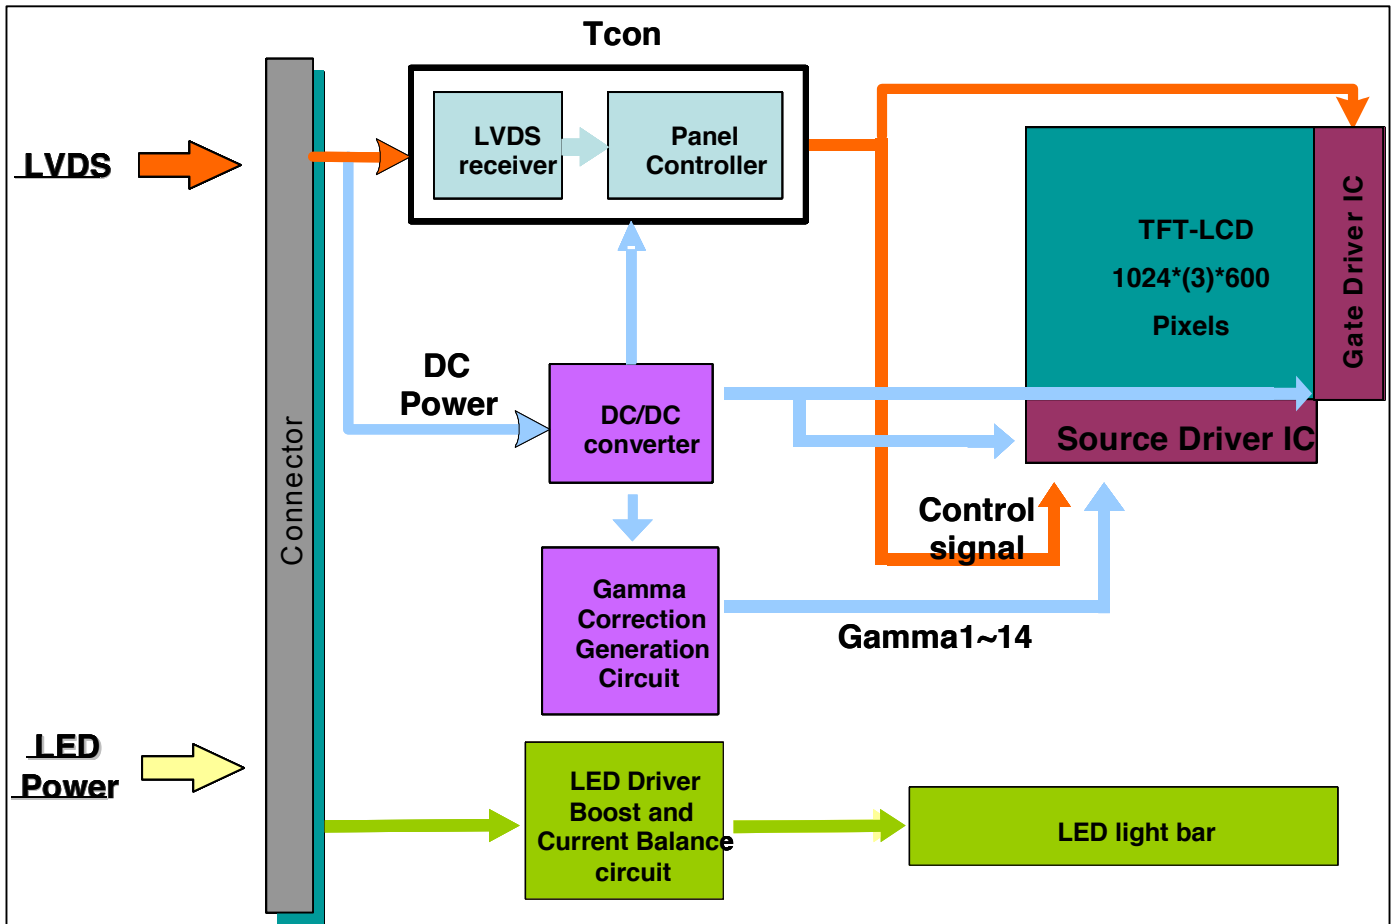 Tcon
LVDS
LVDS
receiver
Panel
Controller
TFT-LCD
1024*(3)*600
Pixels
Gate Driver IC
DC
Power
DC/DC
converter
Source Driver IC
Connector
Control
signal
Gamma
Correction
Generation
Circuit
Gamma1~14
LED
Power
LED Driver
Boost and
Current Balance
circuit
LED light bar